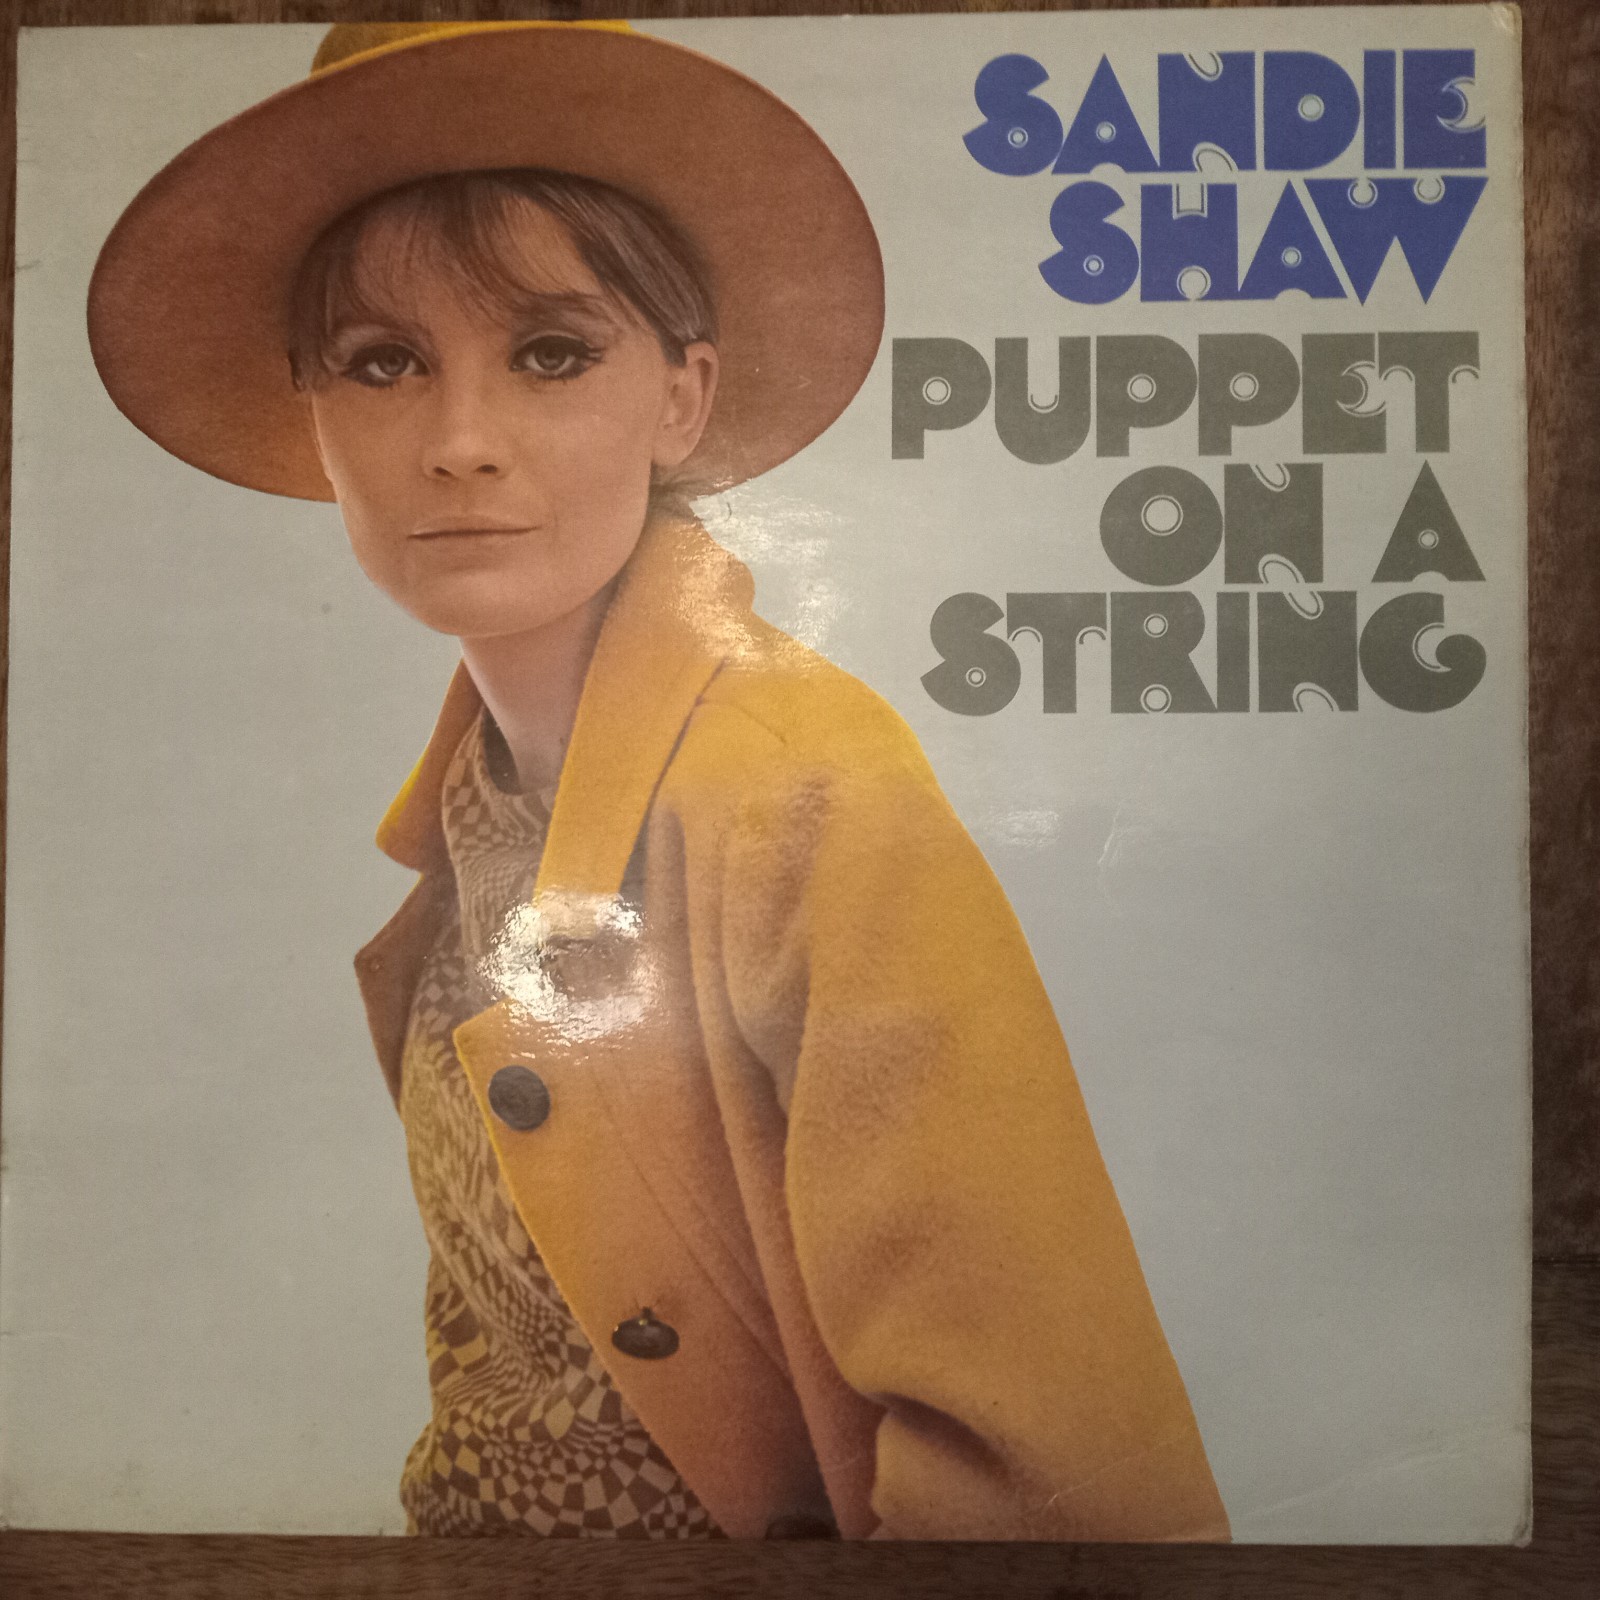 SANDIE
SHAW
PUPPET
ON A
STRING